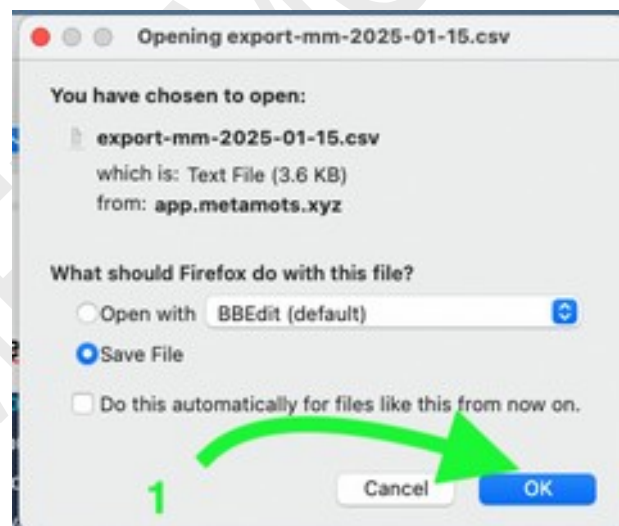 Opening export-mm-2025-01-15.csv
You have chosen to open:
export-mm-2025-01-15.csv
which is: Text File (3.6 KB)
from: app.metamots.xyz
What should Firefox do with this file?
Open with BBEdit (default)
Save File
Do this automatically for files like this from now on.
1
Cancel OK